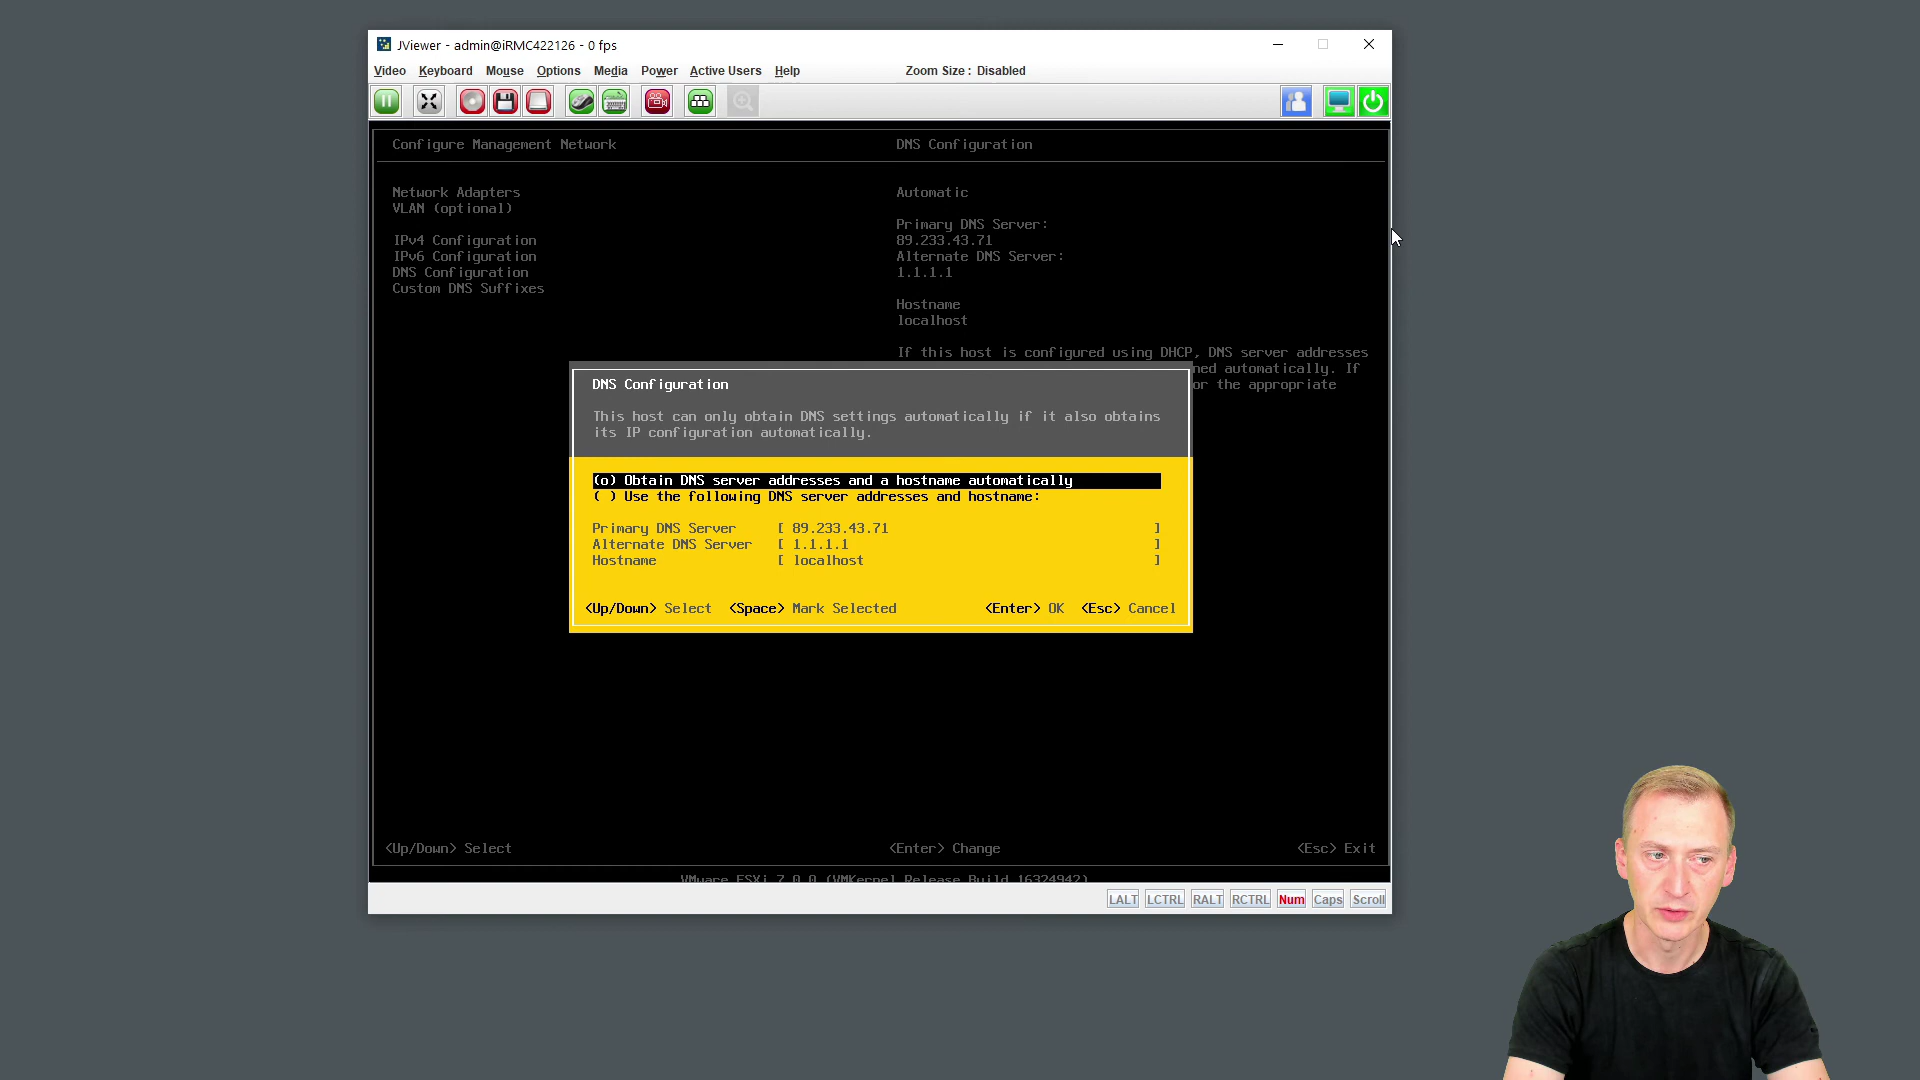 JViewer - admin@iRMC422126 - 0 fps
Video Keyboard Mouse Options Media Power Active Users Help Zoom Size : Disabled
Configure Management Network DNS Configuration
Network Adapters
VLAN (optional)
IPv4 Configuration
IPv6 Configuration
DNS Configuration
Custom DNS Suffixes
Automatic
Primary DNS Server:
89.233.43.71
Alternate DNS Server:
1.1.1.1
Hostname
localhost
If this host is configured using DHCP, DNS server addresses
ned automatically. If
or the appropriate
DNS Configuration
This host can only obtain DNS settings automatically if it also obtains
its IP configuration automatically.
(o) Obtain DNS server addresses and a hostname automatically
( ) Use the following DNS server addresses and hostname:
Primary DNS Server [ 89.233.43.71 ]
Alternate DNS Server [ 1.1.1.1 ]
Hostname [ localhost ]
<Up/Down> Select <Space> Mark Selected <Enter> OK <Esc> Cancel
<Up/Down> Select <Enter> Change <Esc> Exit
VMware ESXi 7.0.0 (VMKernel Release Build 16324942)
LALT LCTRL RALT RCTRL Num Caps Scroll